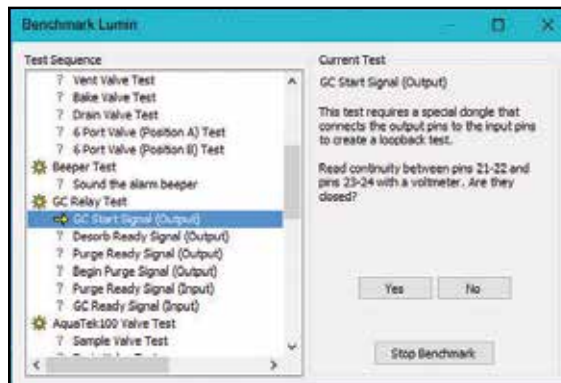 Benchmark Lumin
Test Sequence
? Vent Valve Test
? Bake Valve Test
? Drain Valve Test
? 6 Port Valve (Position A) Test
? 6 Port Valve (Position B) Test
Beeper Test
? Sound the alarm beeper
GC Relay Test
GC Start Signal (Output)
? Desorb Ready Signal (Output)
? Purge Ready Signal (Output)
? Begin Purge Signal (Output)
? Purge Ready Signal (Input)
? GC Ready Signal (Input)
AquaTek100 Valve Test
? Sample Valve Test
Current Test
GC Start Signal (Output)
This test requires a special dongle that
connects the output pins to the input pins
to create a loopback test.
Read continuity between pins 21-22 and
pins 23-24 with a voltmeter. Are they
closed?
Yes
No
Stop Benchmark